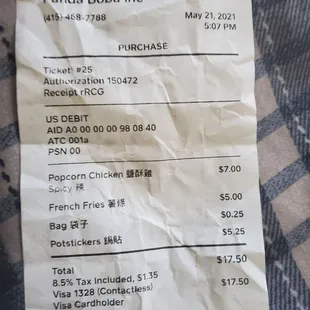 Panda Boba Inc
(415) 468-7788
May 21, 2021
5:07 PM
PURCHASE
Ticket: #25
Authorization 150472
Receipt rRCG
US DEBIT
AID A0 00 00 00 98 08 40
ATC 001a
PSN 00
Popcorn Chicken 鹽酥雞 $7.00
Spicy 辣
French Fries 薯條 $5.00
Bag 袋子 $0.25
Potstickers 鍋貼 $5.25
Total $17.50
8.5% Tax Included, $1.35
Visa 1328 (Contactless) $17.50
Visa Cardholder